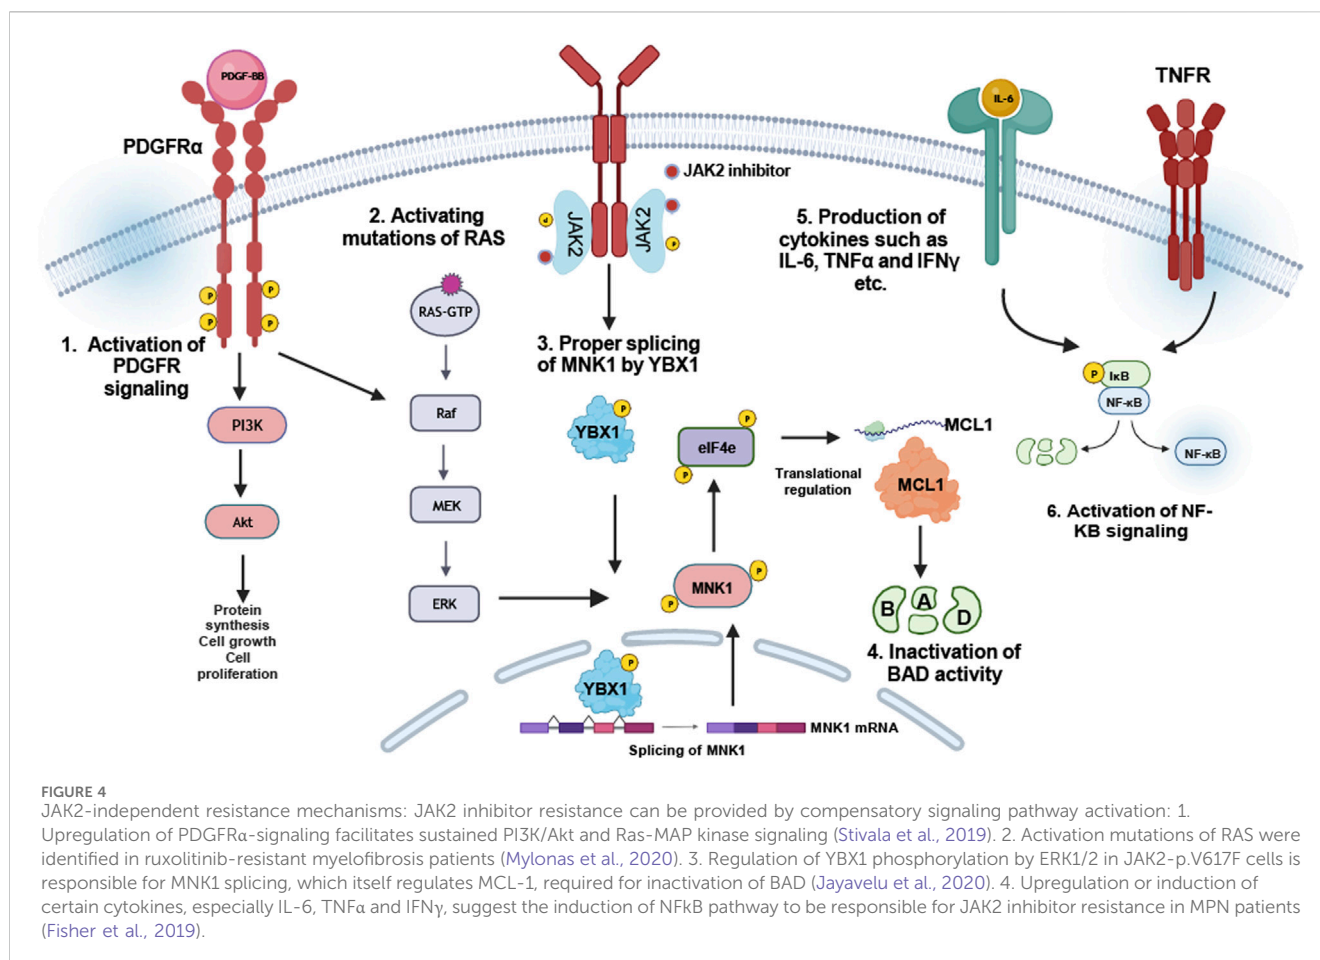 PDGF-BB
PDGFRα
1. Activation of
PDGFR
signaling
P
P
P
P
PI3K
Akt
Protein
synthesis
Cell growth
Cell
proliferation
2. Activating
mutations of RAS
RAS-GTP
Raf
MEK
ERK
JAK2 inhibitor
P
JAK2
JAK2
P
3. Proper splicing
of MNK1 by YBX1
P
YBX1
P
eIF4e
P
Translational
regulation
MCL1
MCL1
P
MNK1
P
B A D
4. Inactivation of
BAD activity
P
YBX1
MNK1 mRNA
Splicing of MNK1
IL-6
TNFR
5. Production of
cytokines such as
IL-6, TNFα and IFNγ
etc.
P
IκB
NF-κB
NF-κB
6. Activation of NF-
KB signaling
FIGURE 4
JAK2-independent resistance mechanisms: JAK2 inhibitor resistance can be provided by compensatory signaling pathway activation: 1.
Upregulation of PDGFRα-signaling facilitates sustained PI3K/Akt and Ras-MAP kinase signaling (Stivala et al., 2019). 2. Activation mutations of RAS were
identified in ruxolitinib-resistant myelofibrosis patients (Mylonas et al., 2020). 3. Regulation of YBX1 phosphorylation by ERK1/2 in JAK2-p.V617F cells is
responsible for MNK1 splicing, which itself regulates MCL-1, required for inactivation of BAD (Jayavelu et al., 2020). 4. Upregulation or induction of
certain cytokines, especially IL-6, TNFα and IFNγ, suggest the induction of NFkB pathway to be responsible for JAK2 inhibitor resistance in MPN patients
(Fisher et al., 2019).